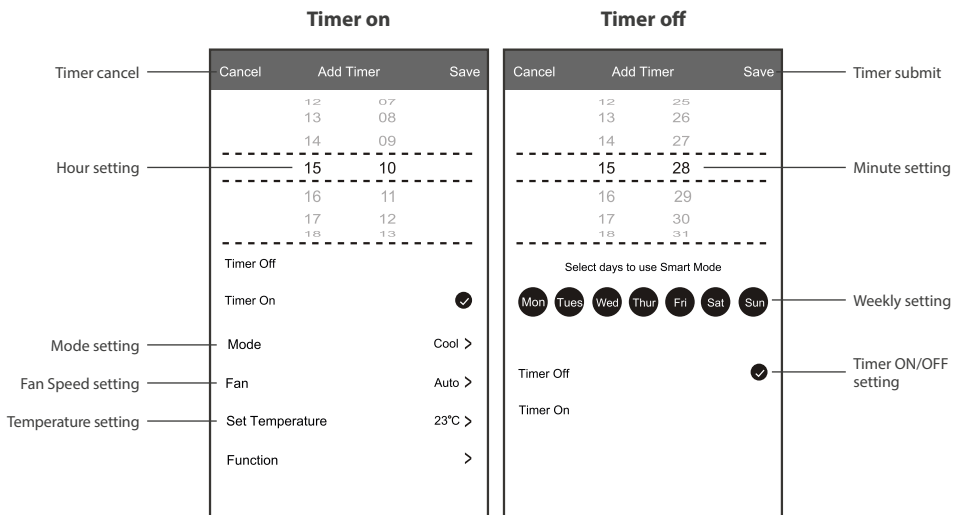 Timer on
Timer off
Timer cancel
Cancel Add Timer Save
12 07
13 08
14 09
Hour setting
15 10
16 11
17 12
18 13
Timer Off
Timer On
Mode setting
Mode Cool >
Fan Speed setting
Fan Auto >
Temperature setting
Set Temperature 23°C >
Function >
Cancel Add Timer Save
Timer submit
12 25
13 26
14 27
15 28
Minute setting
16 29
17 30
18 31
Select days to use Smart Mode
Mon Tues Wed Thur Fri Sat Sun
Weekly setting
Timer Off
Timer ON/OFF
setting
Timer On